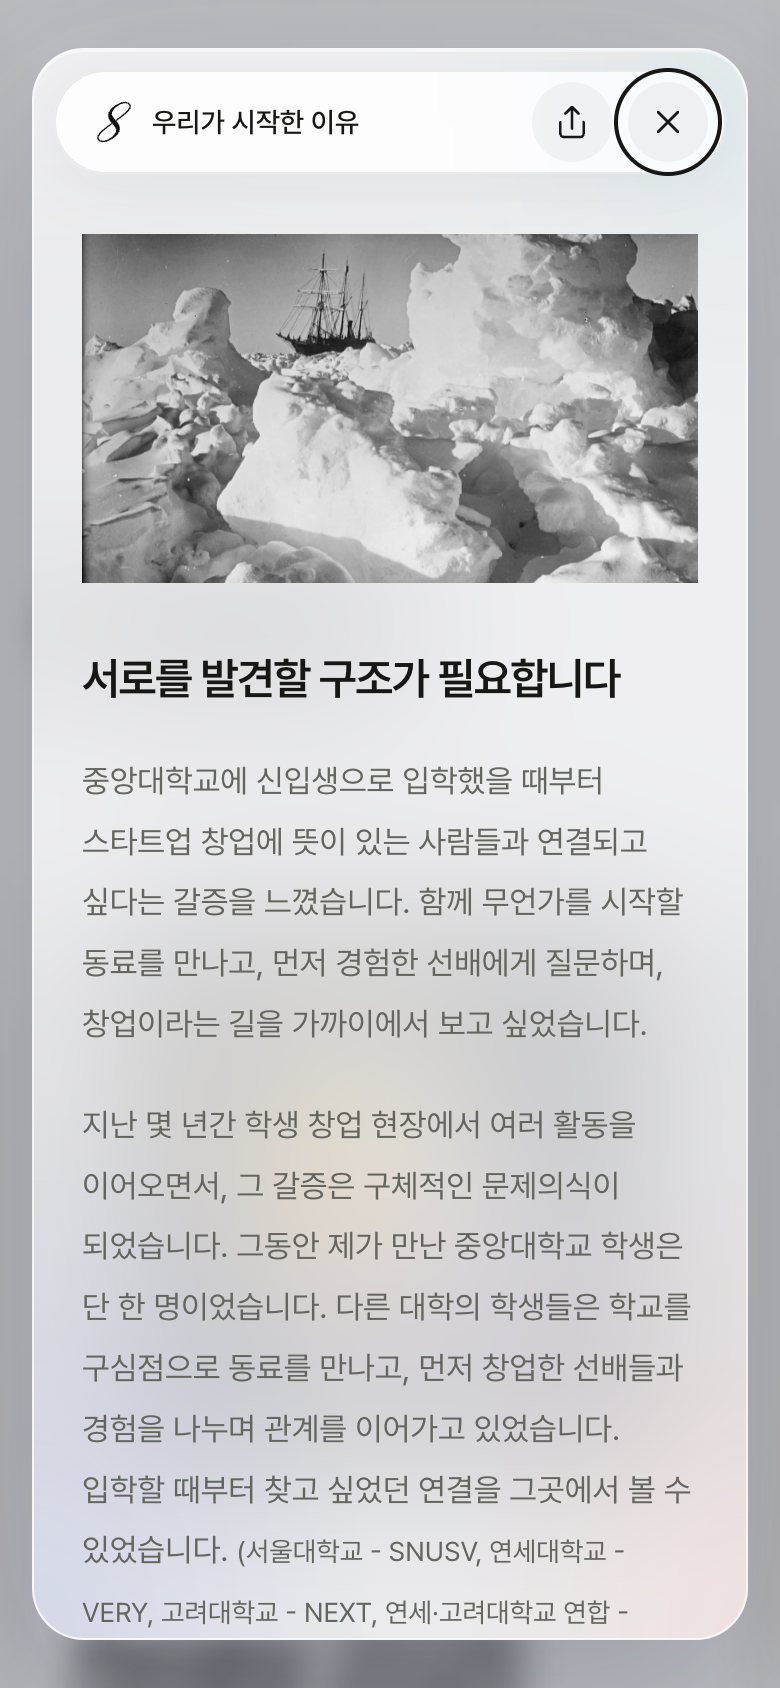 우리가 시작한 이유
서로를 발견할 구조가 필요합니다
중앙대학교에 신입생으로 입학했을 때부터
스타트업 창업에 뜻이 있는 사람들과 연결되고
싶다는 갈증을 느꼈습니다. 함께 무언가를 시작할
동료를 만나고, 먼저 경험한 선배에게 질문하며,
창업이라는 길을 가까이에서 보고 싶었습니다.
지난 몇 년간 학생 창업 현장에서 여러 활동을
이어오면서, 그 갈증은 구체적인 문제의식이
되었습니다. 그동안 제가 만난 중앙대학교 학생은
단 한 명이었습니다. 다른 대학의 학생들은 학교를
구심점으로 동료를 만나고, 먼저 창업한 선배들과
경험을 나누며 관계를 이어가고 있었습니다.
입학할 때부터 찾고 싶었던 연결을 그곳에서 볼 수
있었습니다. (서울대학교 - SNUSV, 연세대학교 -
VERY, 고려대학교 - NEXT, 연세·고려대학교 연합 -